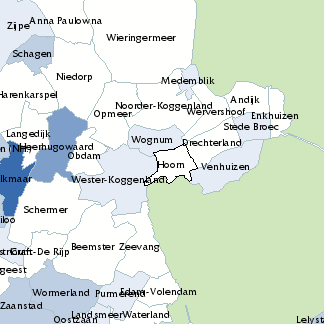 Anna Paulowna
Zijpe
Wieringermeer
Schagen
Niedorp
Medemblik
Harenkarspel
Noorder-Koggenland
Andijk
Opmeer
Wervershoof
Enkhuizen
Stede Broec
Langedijk
Wognum
Drechterland
Heerhugowaard
Obdam
Hoorn
Venhuizen
lkmaar
Wester-Koggenland
Schermer
iloo
Graft-De Rijp
Beemster
Zeevang
geest
Wormerland
Purmerend
Edam-Volendam
Zaanstad
Landsmeer
Waterland
Oostzaan
Lelyst